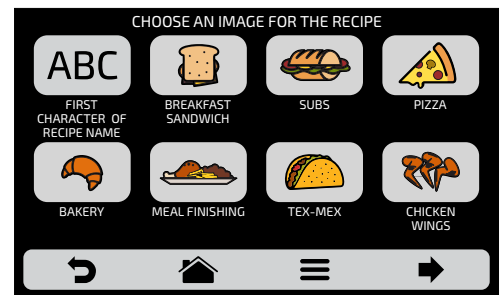 CHOOSE AN IMAGE FOR THE RECIPE
ABC
FIRST
CHARACTER OF
RECIPE NAME
BREAKFAST
SANDWICH
SUBS
PIZZA
BAKERY
MEAL FINISHING
TEX-MEX
CHICKEN
WINGS